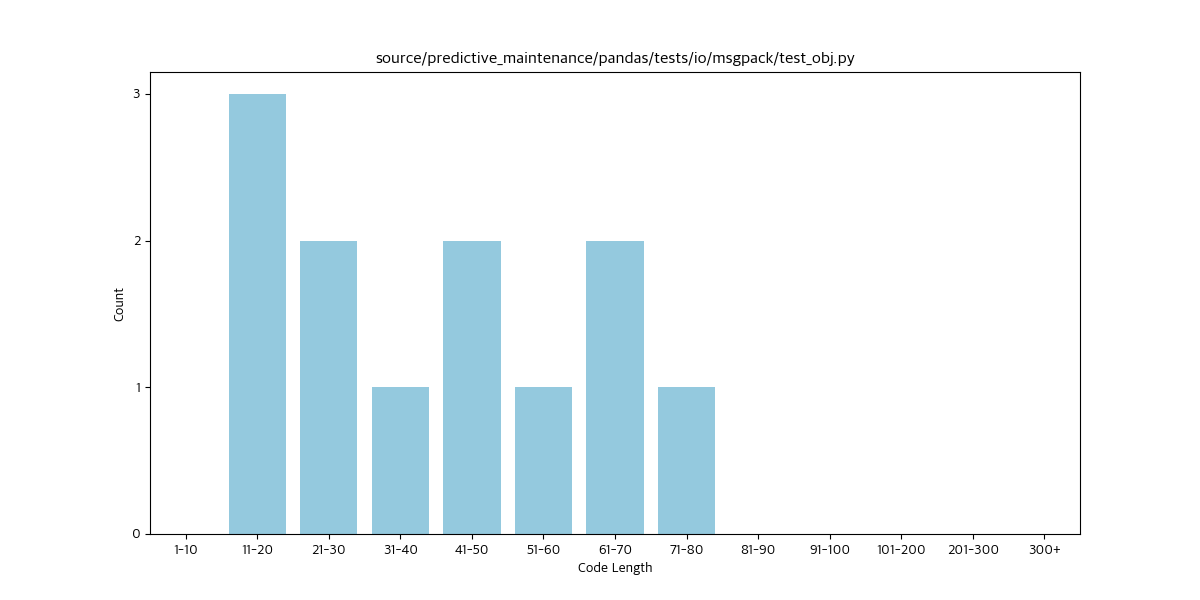 source/predictive_maintenance/pandas/tests/io/msgpack/test_obj.py
Count
3
2
1
0
1-10 11-20 21-30 31-40 41-50 51-60 61-70 71-80 81-90 91-100 101-200 201-300 300+
Code Length